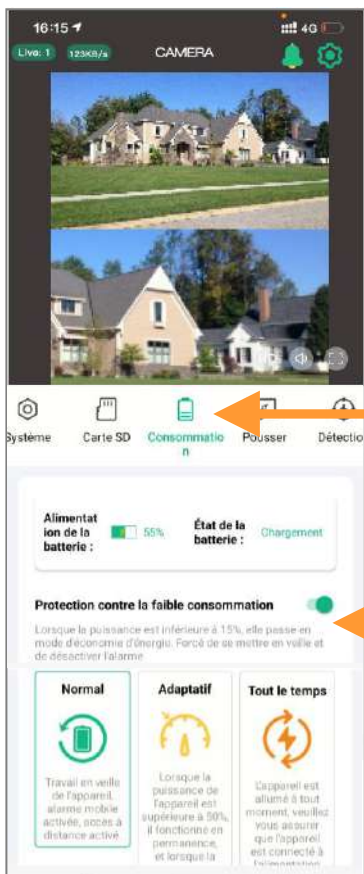 16:15
4G
Live: 1
123KB/s
CAMERA
Système
Carte SD
Consommatio
n
Pousser
Détectio
Alimentat
ion de la
batterie :
55%
État de la
batterie :
Chargement
Protection contre la faible consommation
Lorsque la puissance est inférieure à 15%, elle passe en
mode d'économie d'énergie. Forcé de se mettre en veille et
de désactiver l'alarme
Normal
Travail en veille
de l'appareil,
alarme mobile
activée, accès à
distance activé
Adaptatif
Lorsque la
puissance de
l'appareil est
supérieure à 50%,
il fonctionne en
permanence,
et lorsque la
Tout le temps
L'appareil est
allumé à tout
moment, veuillez
vous assurer
que l'appareil
est connecté à
l'alimentation